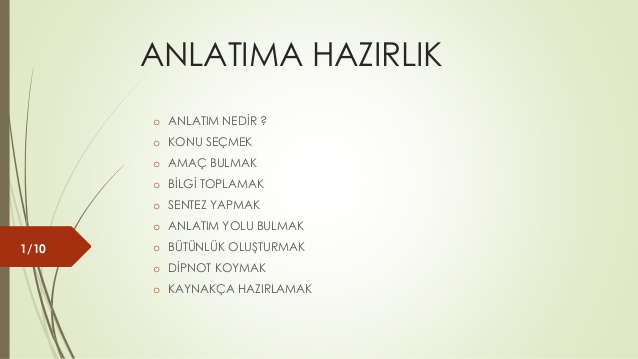 ANLATIMA HAZIRLIK
ANLATIM NEDİR ?
KONU SEÇMEK
AMAÇ BULMAK
BİLGİ TOPLAMAK
SENTEZ YAPMAK
ANLATIM YOLU BULMAK
BÜTÜNLÜK OLUŞTURMAK
DİPNOT KOYMAK
KAYNAKÇA HAZIRLAMAK
1/10